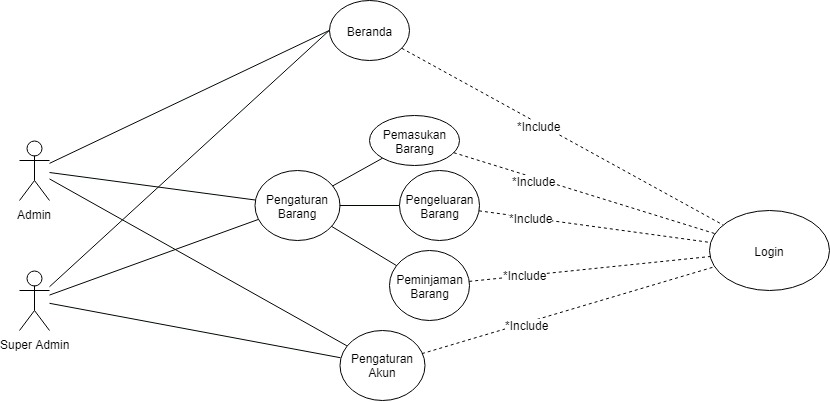 Beranda
*Include
Pemasukan
Barang
*Include
Admin
Pengaturan
Barang
Pengeluaran
Barang
*Include
Login
Peminjaman
Barang
*Include
Super Admin
*Include
Pengaturan
Akun